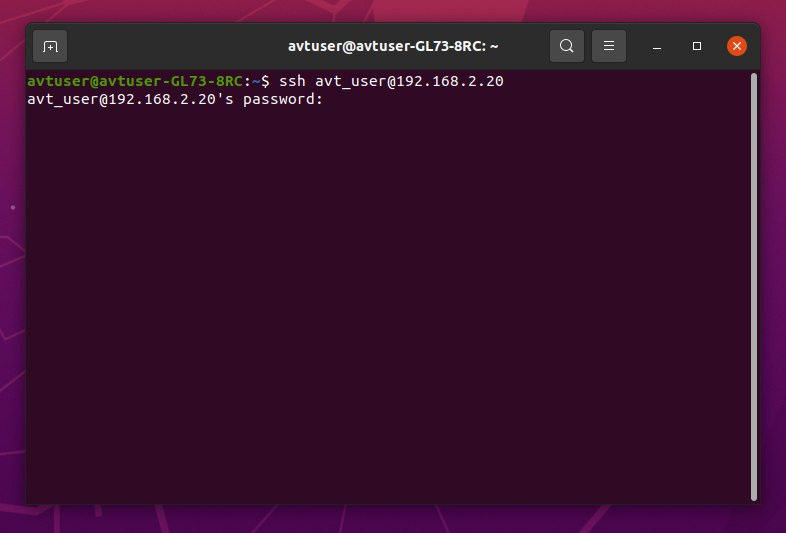 avtuser@avtuser-GL73-8RC: ~
avtuser@avtuser-GL73-8RC:~$ ssh avt_user@192.168.2.20
avt_user@192.168.2.20's password: